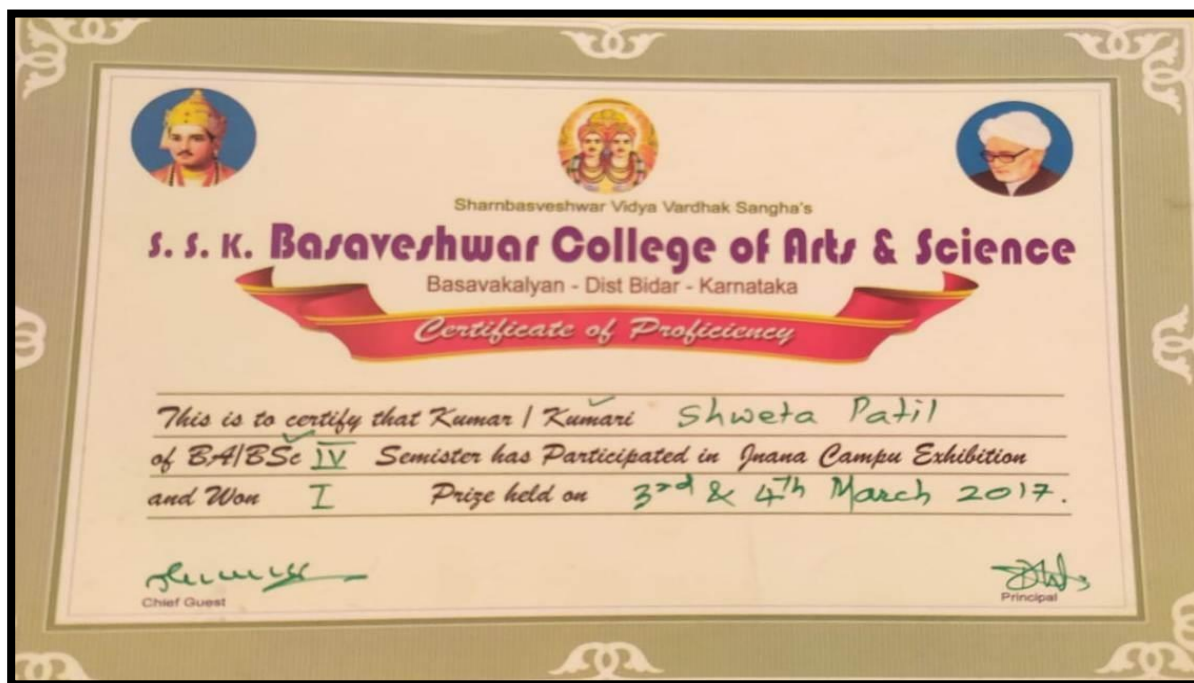 Sharnbasveshwar Vidya Vardhak Sangha's
S. S. K. Basaveshwar College of Arts & Science
Basavakalyan - Dist Bidar - Karnataka
Certificate of Proficiency
This is to certify that Kumar / Kumari Shweta Patil
of BA/BSc IV Semister has Participated in Jnana Campu Exhibition
and Won I Prize held on 3rd & 4th March 2017.
Chief Guest
Principal